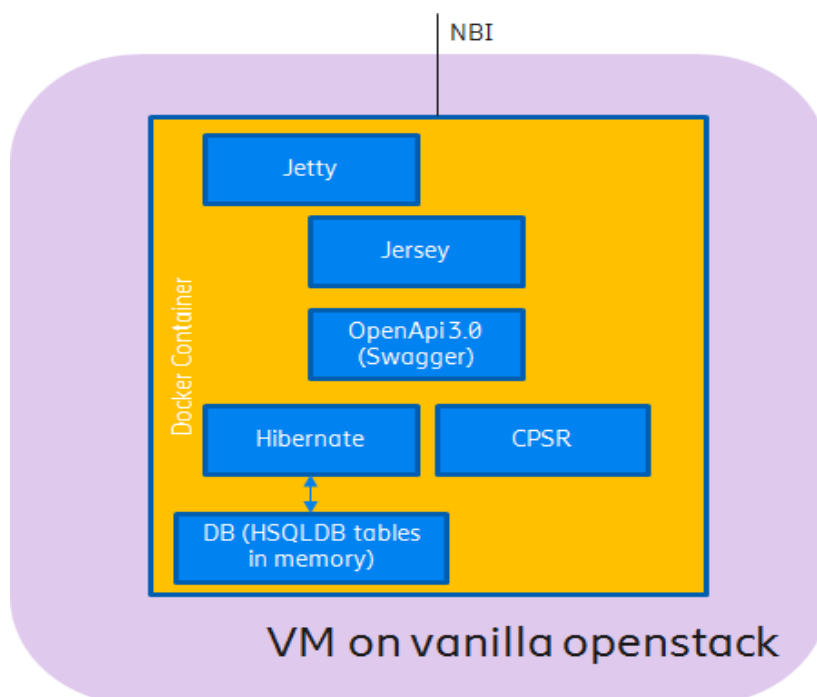 NBI
Jetty
Jersey
OpenApi 3.0
(Swagger)
Docker Container
Hibernate
CPSR
DB (HSQLDB tables
in memory)
VM on vanilla openstack